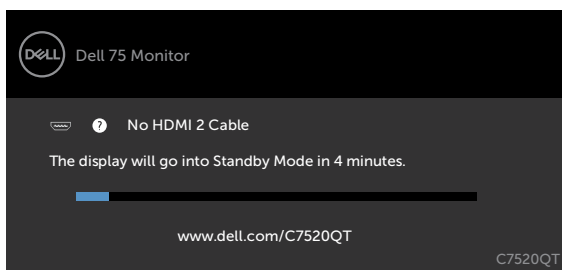 DELL Dell 75 Monitor
? No HDMI 2 Cable
The display will go into Standby Mode in 4 minutes.
www.dell.com/C7520QT
C7520QT